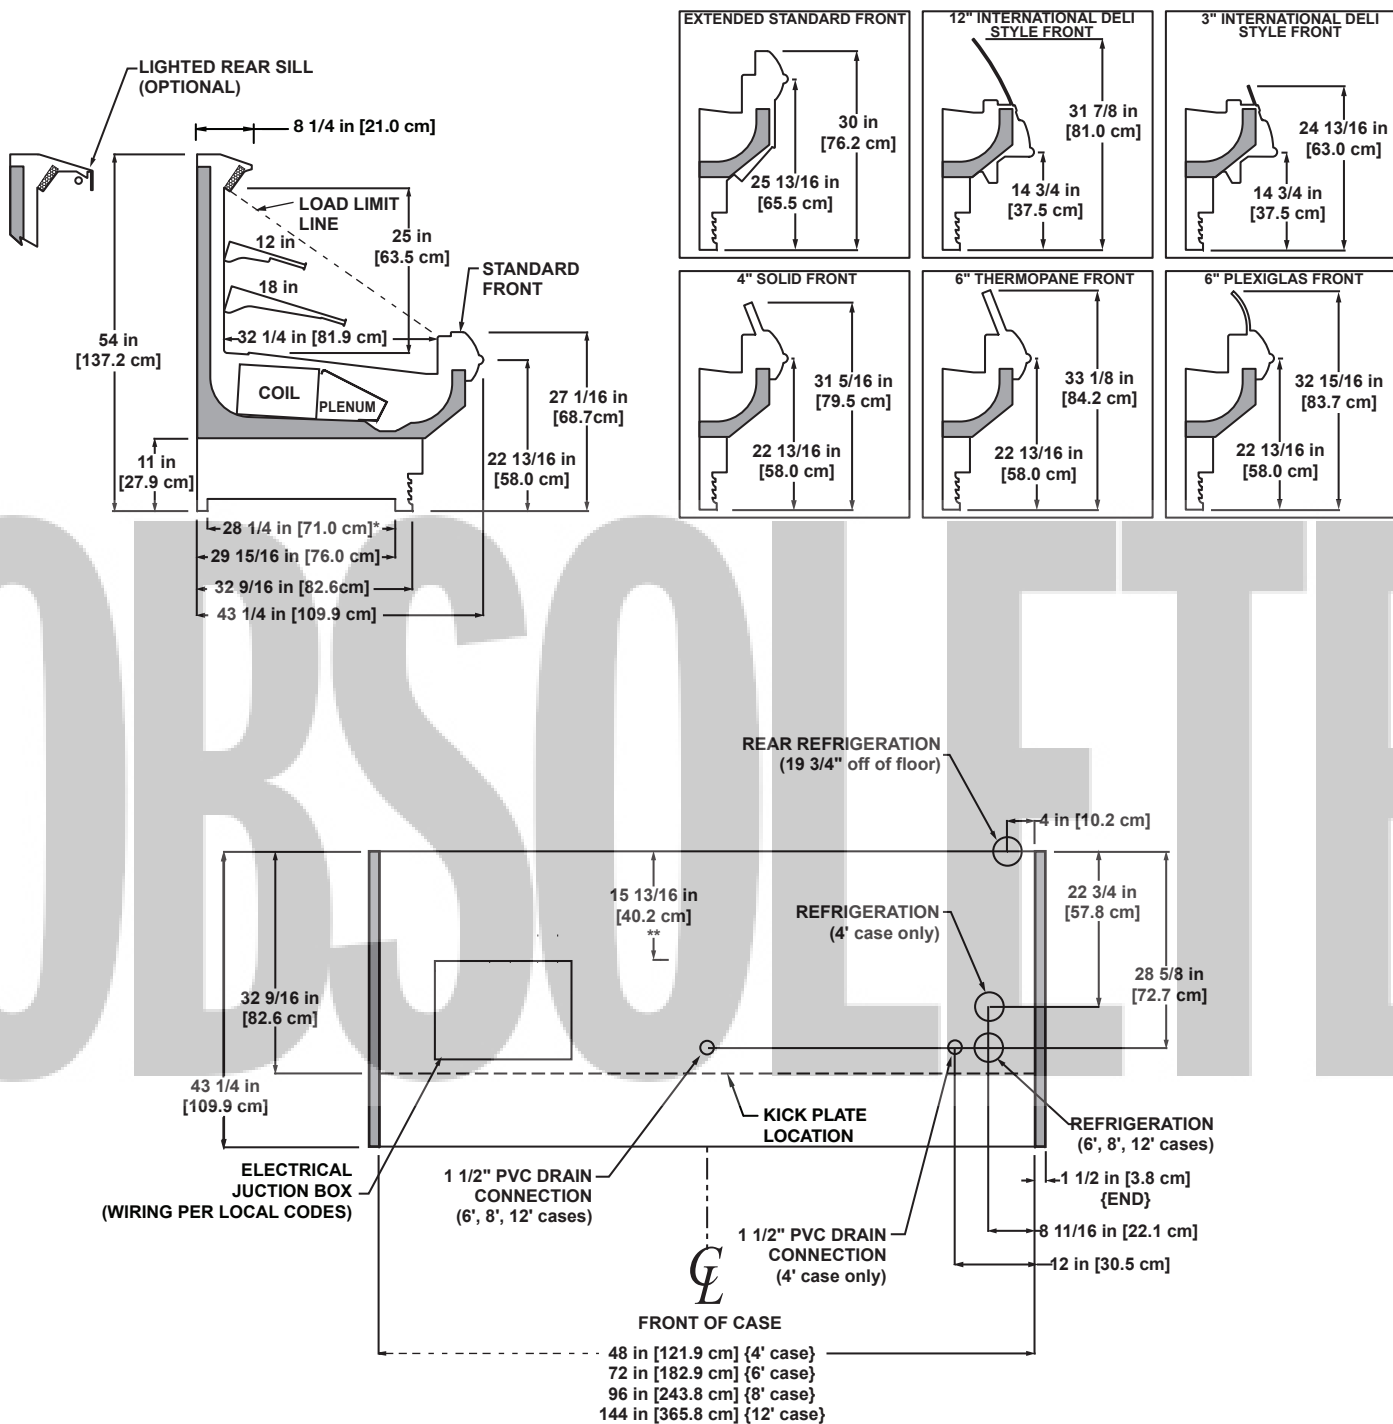 LIGHTED REAR SILL
(OPTIONAL)
8 1/4 in [21.0 cm]
LOAD LIMIT
LINE
12 in
25 in
[63.5 cm]
18 in
STANDARD
FRONT
32 1/4 in [81.9 cm]
54 in
[137.2 cm]
COIL
PLENUM
27 1/16 in
[68.7cm]
11 in
[27.9 cm]
22 13/16 in
[58.0 cm]
28 1/4 in [71.0 cm]*
29 15/16 in [76.0 cm]
32 9/16 in [82.6cm]
43 1/4 in [109.9 cm]
EXTENDED STANDARD FRONT
30 in
[76.2 cm]
25 13/16 in
[65.5 cm]
12" INTERNATIONAL DELI
STYLE FRONT
31 7/8 in
[81.0 cm]
14 3/4 in
[37.5 cm]
3" INTERNATIONAL DELI
STYLE FRONT
24 13/16 in
[63.0 cm]
14 3/4 in
[37.5 cm]
4" SOLID FRONT
31 5/16 in
[79.5 cm]
22 13/16 in
[58.0 cm]
6" THERMOPANE FRONT
33 1/8 in
[84.2 cm]
22 13/16 in
[58.0 cm]
6" PLEXIGLAS FRONT
32 15/16 in
[83.7 cm]
22 13/16 in
[58.0 cm]
OBSOLETE
REAR REFRIGERATION
(19 3/4" off of floor)
4 in [10.2 cm]
15 13/16 in
[40.2 cm]
**
22 3/4 in
[57.8 cm]
REFRIGERATION
(4' case only)
28 5/8 in
[72.7 cm]
32 9/16 in
[82.6 cm]
43 1/4 in
[109.9 cm]
KICK PLATE
LOCATION
REFRIGERATION
(6', 8', 12' cases)
ELECTRICAL
JUCTION BOX
(WIRING PER LOCAL CODES)
1 1/2" PVC DRAIN
CONNECTION
(6', 8', 12' cases)
1 1/2 in [3.8 cm]
{END}
8 11/16 in [22.1 cm]
1 1/2" PVC DRAIN
CONNECTION
(4' case only)
12 in [30.5 cm]
CL
FRONT OF CASE
48 in [121.9 cm] {4' case}
72 in [182.9 cm] {6' case}
96 in [243.8 cm] {8' case}
144 in [365.8 cm] {12' case}